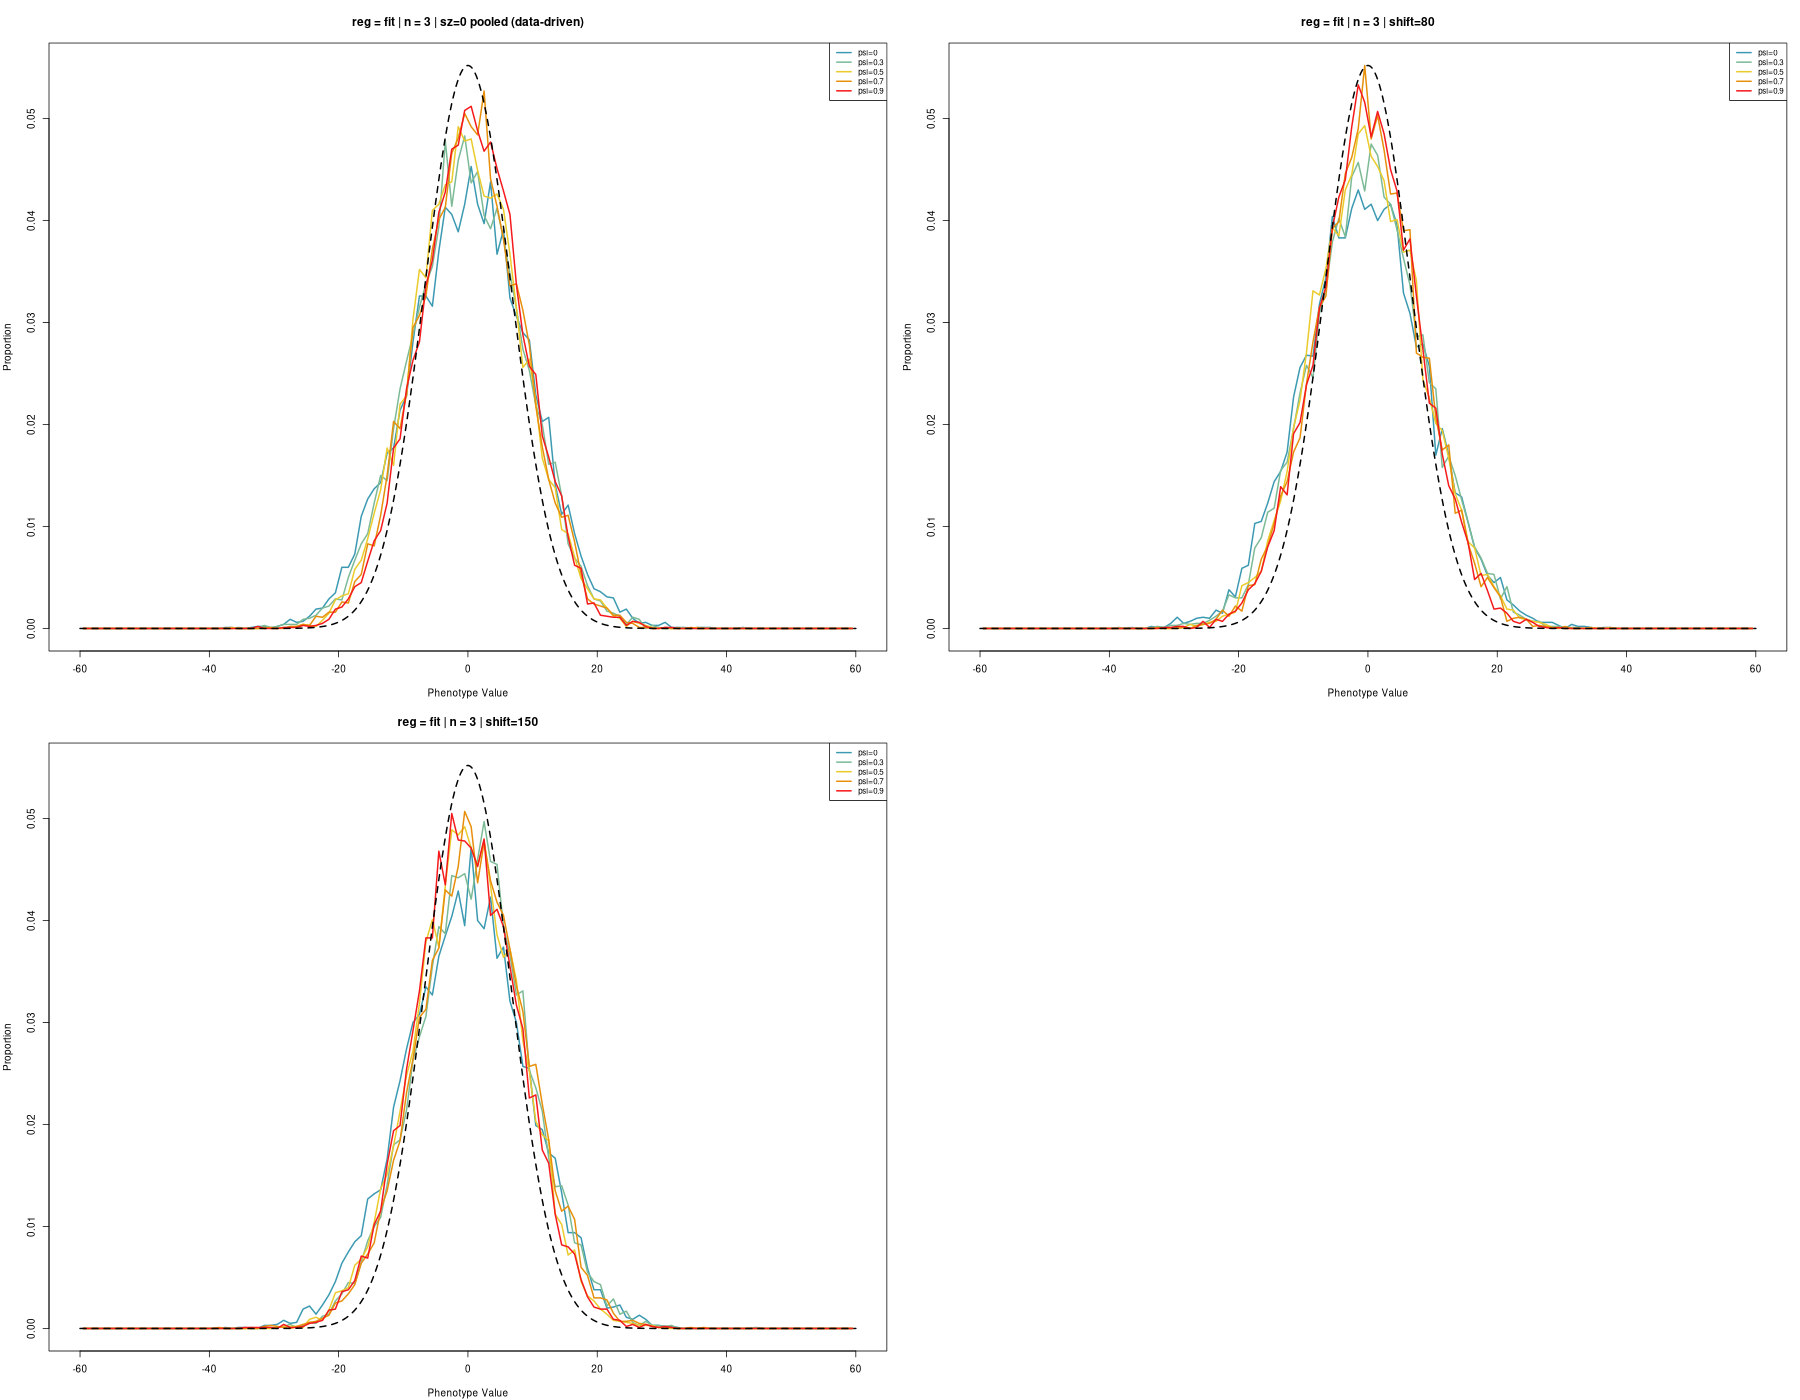 reg = fit | n = 3 | sz=0 pooled (data-driven)
psi=0
psi=0.3
psi=0.5
psi=0.7
psi=0.9
Proportion
0.05
0.04
0.03
0.02
0.01
0.00
-60 -40 -20 0 20 40 60
Phenotype Value
reg = fit | n = 3 | shift=80
psi=0
psi=0.3
psi=0.5
psi=0.7
psi=0.9
Proportion
0.05
0.04
0.03
0.02
0.01
0.00
-60 -40 -20 0 20 40 60
Phenotype Value
reg = fit | n = 3 | shift=150
psi=0
psi=0.3
psi=0.5
psi=0.7
psi=0.9
Proportion
0.05
0.04
0.03
0.02
0.01
0.00
-60 -40 -20 0 20 40 60
Phenotype Value